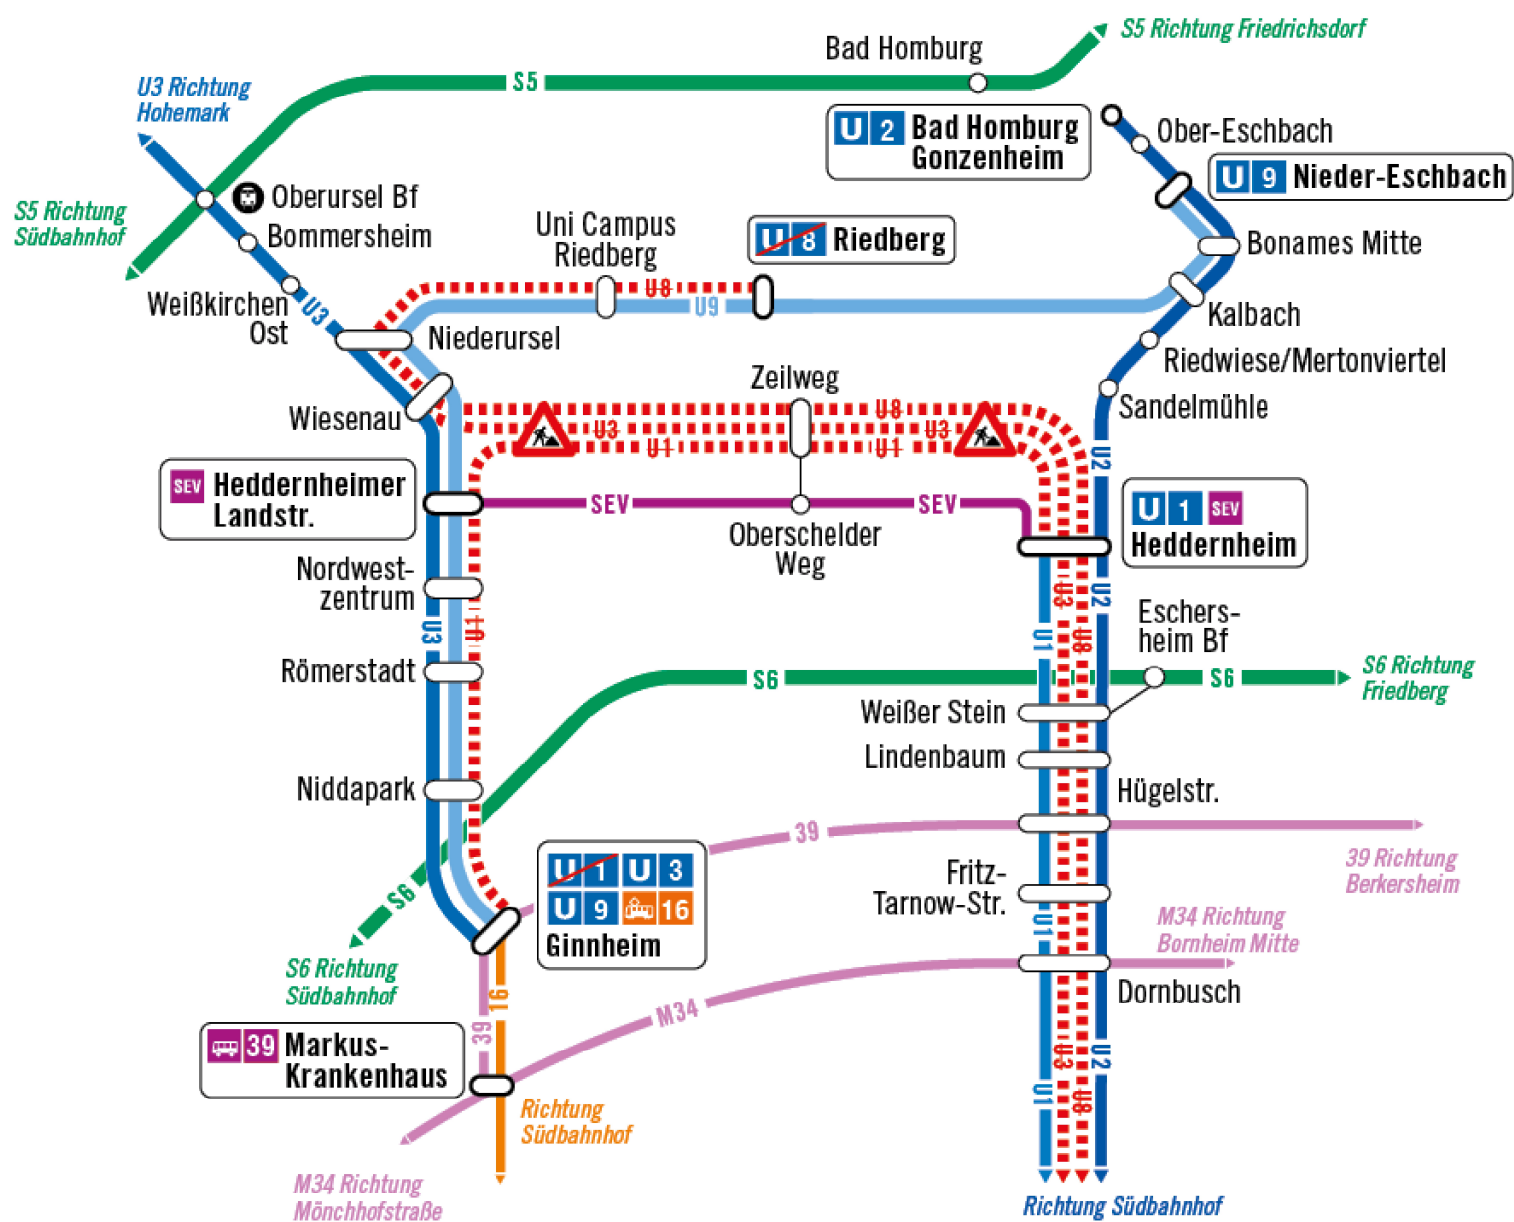 S5 Richtung Friedrichsdorf
Bad Homburg
S5
U3 Richtung
Hohemark
U 2 Bad Homburg
Gonzenheim
Ober-Eschbach
U 9 Nieder-Eschbach
Oberursel Bf
S5 Richtung
Südbahnhof
Bommersheim
Uni Campus
Riedberg
U 8 Riedberg
Bonames Mitte
U8
U9
Weißkirchen
Ost
U3
Kalbach
Niederursel
Riedwiese/Mertonviertel
Zeilweg
Sandelmühle
Wiesenau
U8
U3
U3
U1
U1
U2
SEV Heddernheimer
Landstr.
SEV
SEV
U 1 SEV
Heddernheim
Oberschelder
Weg
Nordwest-
zentrum
U3
U1
U3
U2
U1
U8
Eschers-
heim Bf
Römerstadt
S6
S6
S6 Richtung
Friedberg
Weißer Stein
Lindenbaum
Niddapark
Hügelstr.
39
39 Richtung
Berkersheim
U 1 U 3
U 9 16
Ginnheim
S6
Fritz-
Tarnow-Str.
U1
M34 Richtung
Bornheim Mitte
S6 Richtung
Südbahnhof
16
39
M34
Dornbusch
39 Markus-
Krankenhaus
U3
U2
U1
U8
Richtung
Südbahnhof
M34 Richtung
Mönchhofstraße
Richtung Südbahnhof